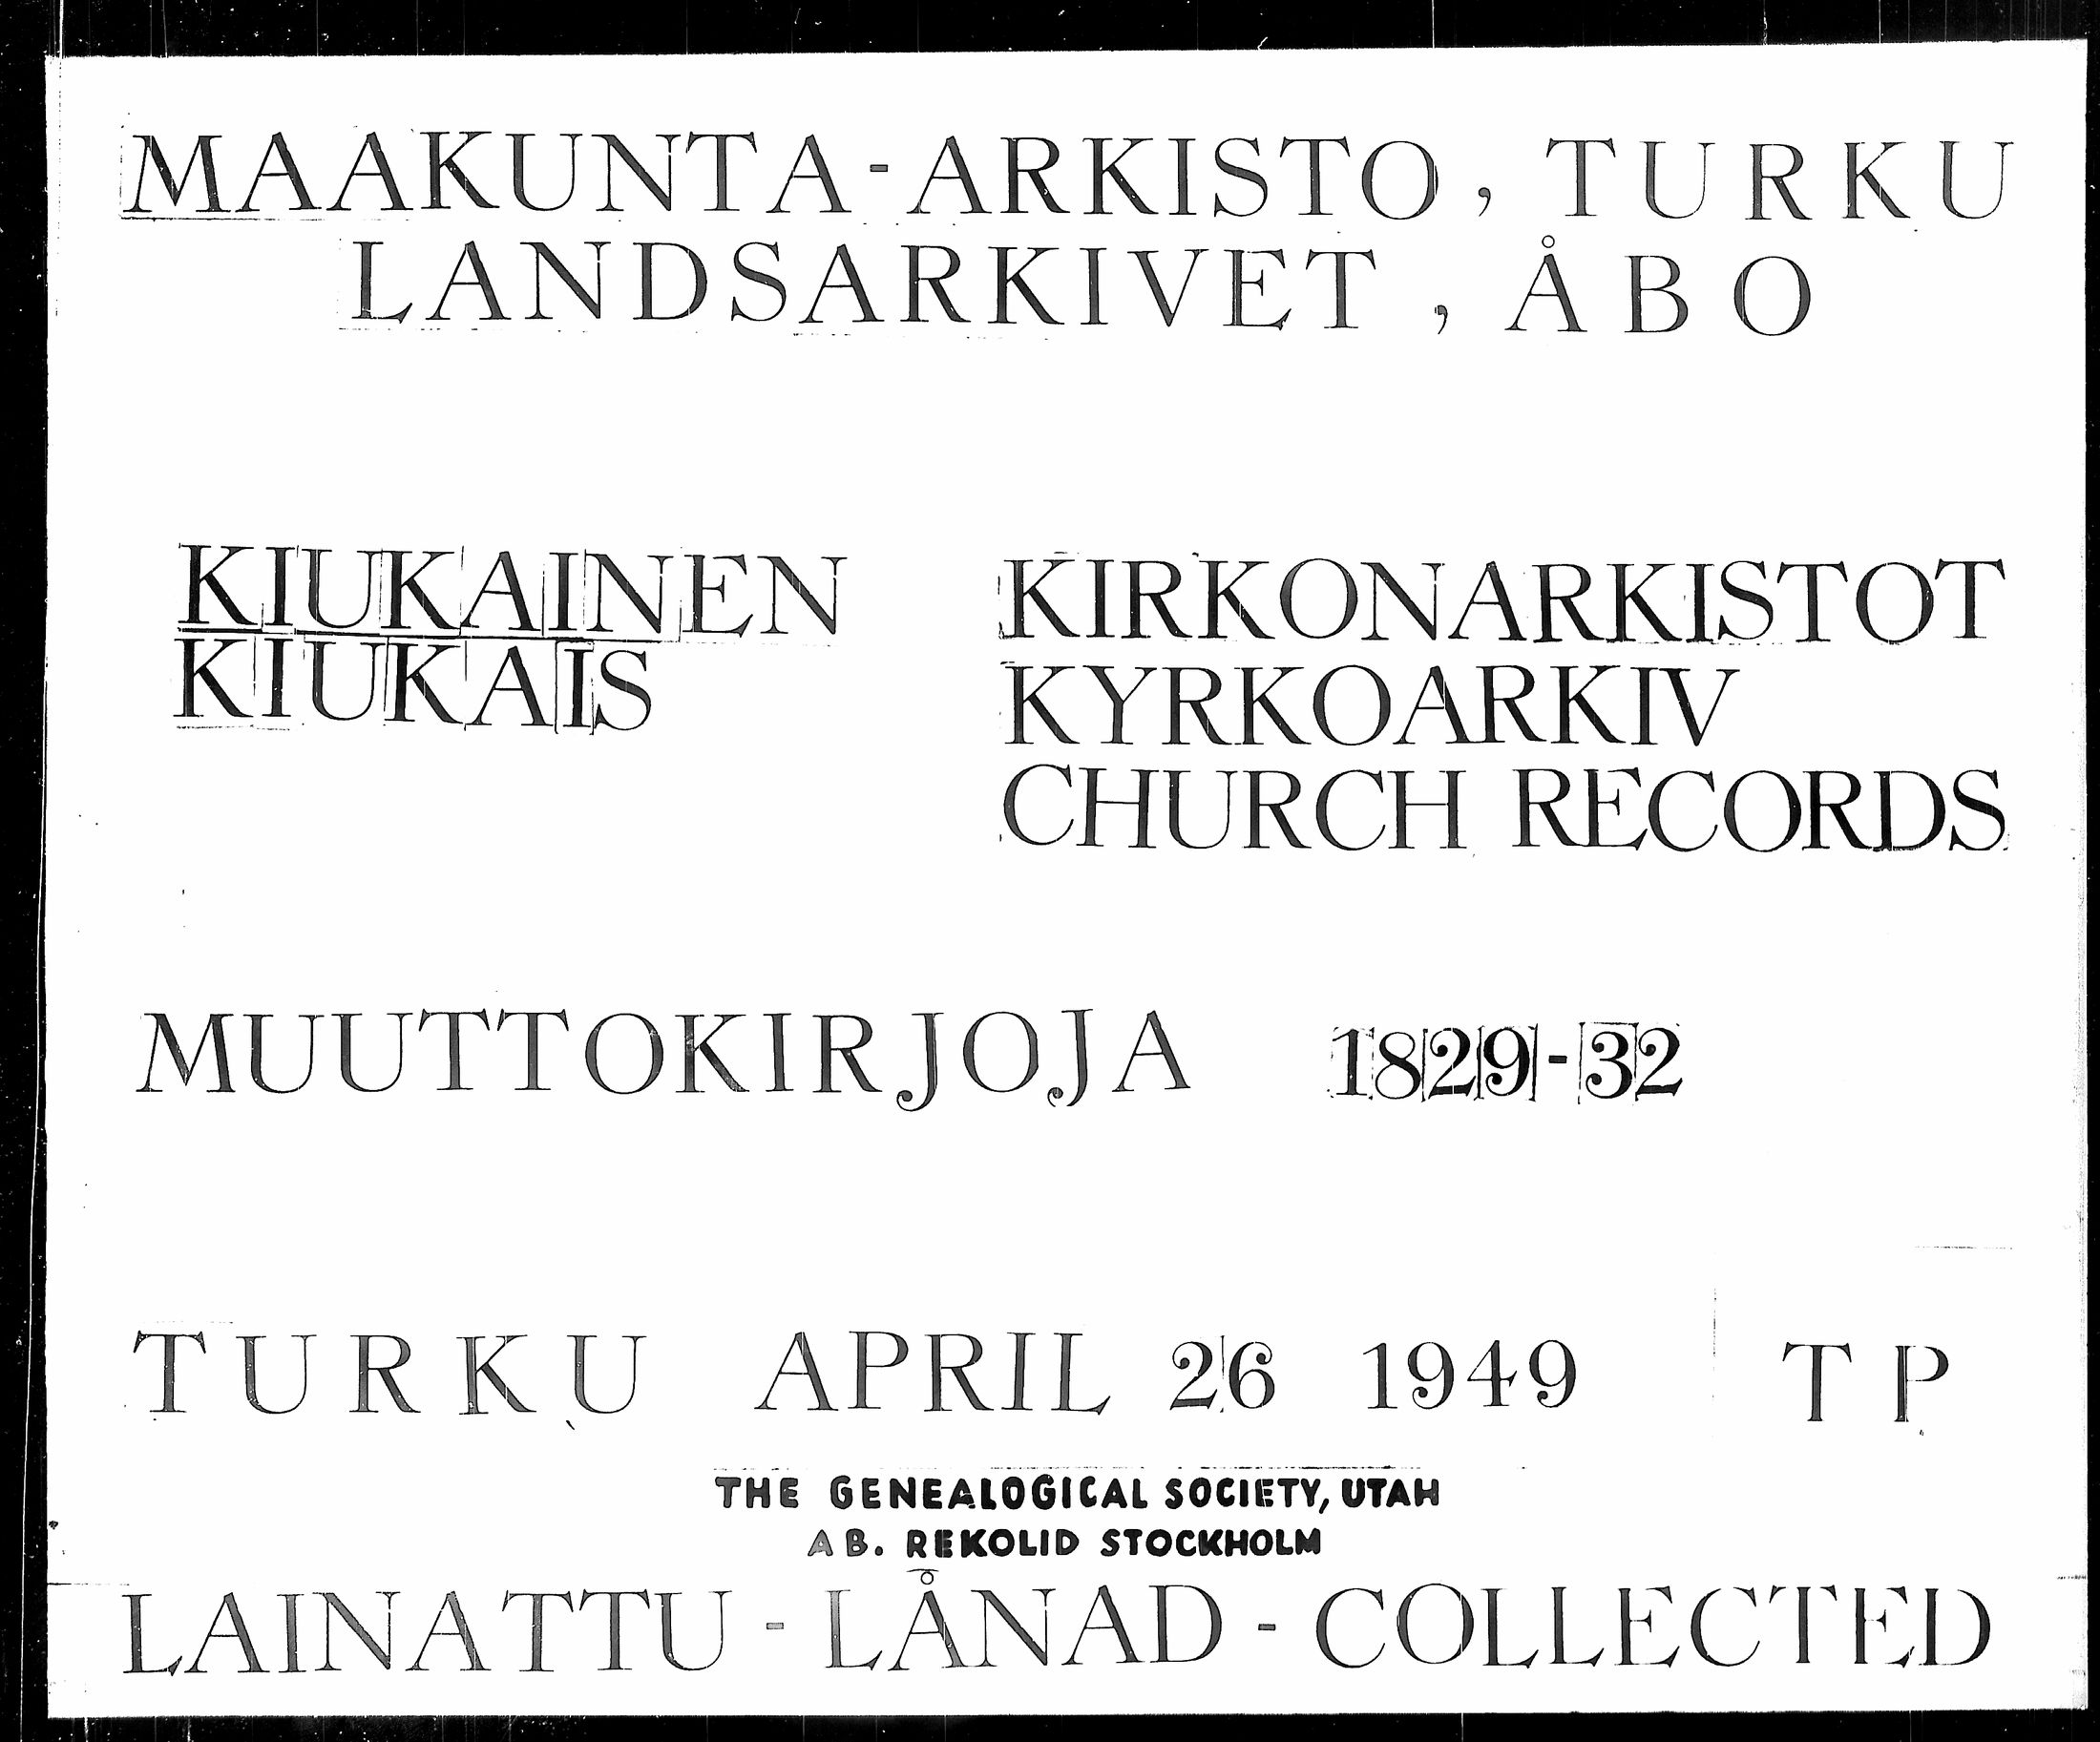 MAAKUNTA-ARKISTO, TURKU
LANDSARKIVET, ÅBO
KIUKAINEN
KIUKAIS
KIRKONARKISTOT
KYRKOARKIV
CHURCH RECORDS
MUUTTOKIRJOJA 1829-32
TURKU APRIL 26 1949 TP
THE GENEALOGICAL SOCIETY, UTAH
AB. REKOLID STOCKHOLM
LAINATTU - LÅNAD - COLLECTED